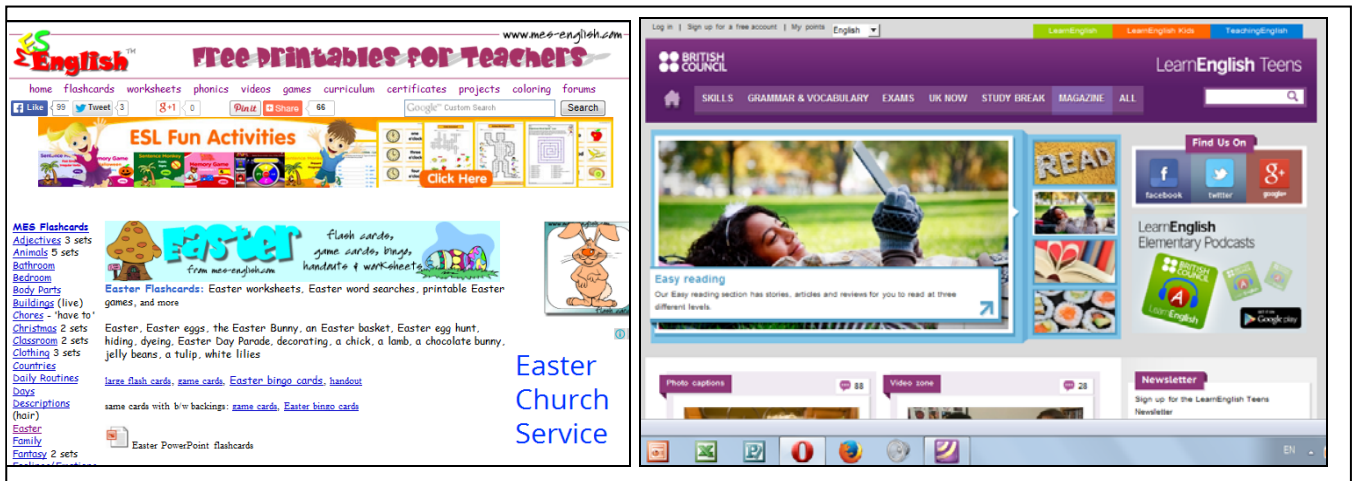 www.mes-english.com
MES English™
Free Printables for Teachers
home flashcards worksheets phonics videos games curriculum certificates projects coloring forums
Like 99 Tweet 3 g+1 0 Pin it Share 66 Google™ Custom Search Search
ESL Fun Activities
Click Here
MES Flashcards
Adjectives 3 sets
Animals 5 sets
Bathroom
Bedroom
Body Parts
Buildings (live)
Chores - 'have to'
Christmas 2 sets
Classroom 2 sets
Clothing 3 sets
Countries
Daily Routines
Days
Descriptions
(hair)
Easter
Family
Fantasy 2 sets
Easter
from mes-english.com
flash cards,
game cards, bingo,
handouts & worksheets
Easter Flashcards: Easter worksheets, Easter word searches, printable Easter
games, and more
Easter, Easter eggs, the Easter Bunny, an Easter basket, Easter egg hunt,
hiding, dyeing, Easter Day Parade, decorating, a chick, a lamb, a chocolate bunny,
jelly beans, a tulip, white lilies
large flash cards, game cards, Easter bingo cards, handout
same cards with b/w backings: game cards, Easter bingo cards
Easter PowerPoint flashcards
Easter
Church
Service
Log in | Sign up for a free account | My points English
LearnEnglish LearnEnglish Kids TeachingEnglish
BRITISH
COUNCIL
LearnEnglish Teens
SKILLS GRAMMAR & VOCABULARY EXAMS UK NOW STUDY BREAK MAGAZINE ALL
READ
Easy reading
Our Easy reading section has stories, articles and reviews for you to read at three
different levels.
Find Us On
facebook twitter google+
LearnEnglish
Elementary Podcasts
BRITISH
COUNCIL
LearnEnglish
Google play
Photo captions 88
Video zone 28
Newsletter
Sign up for the LearnEnglish Teens
Newsletter
EN